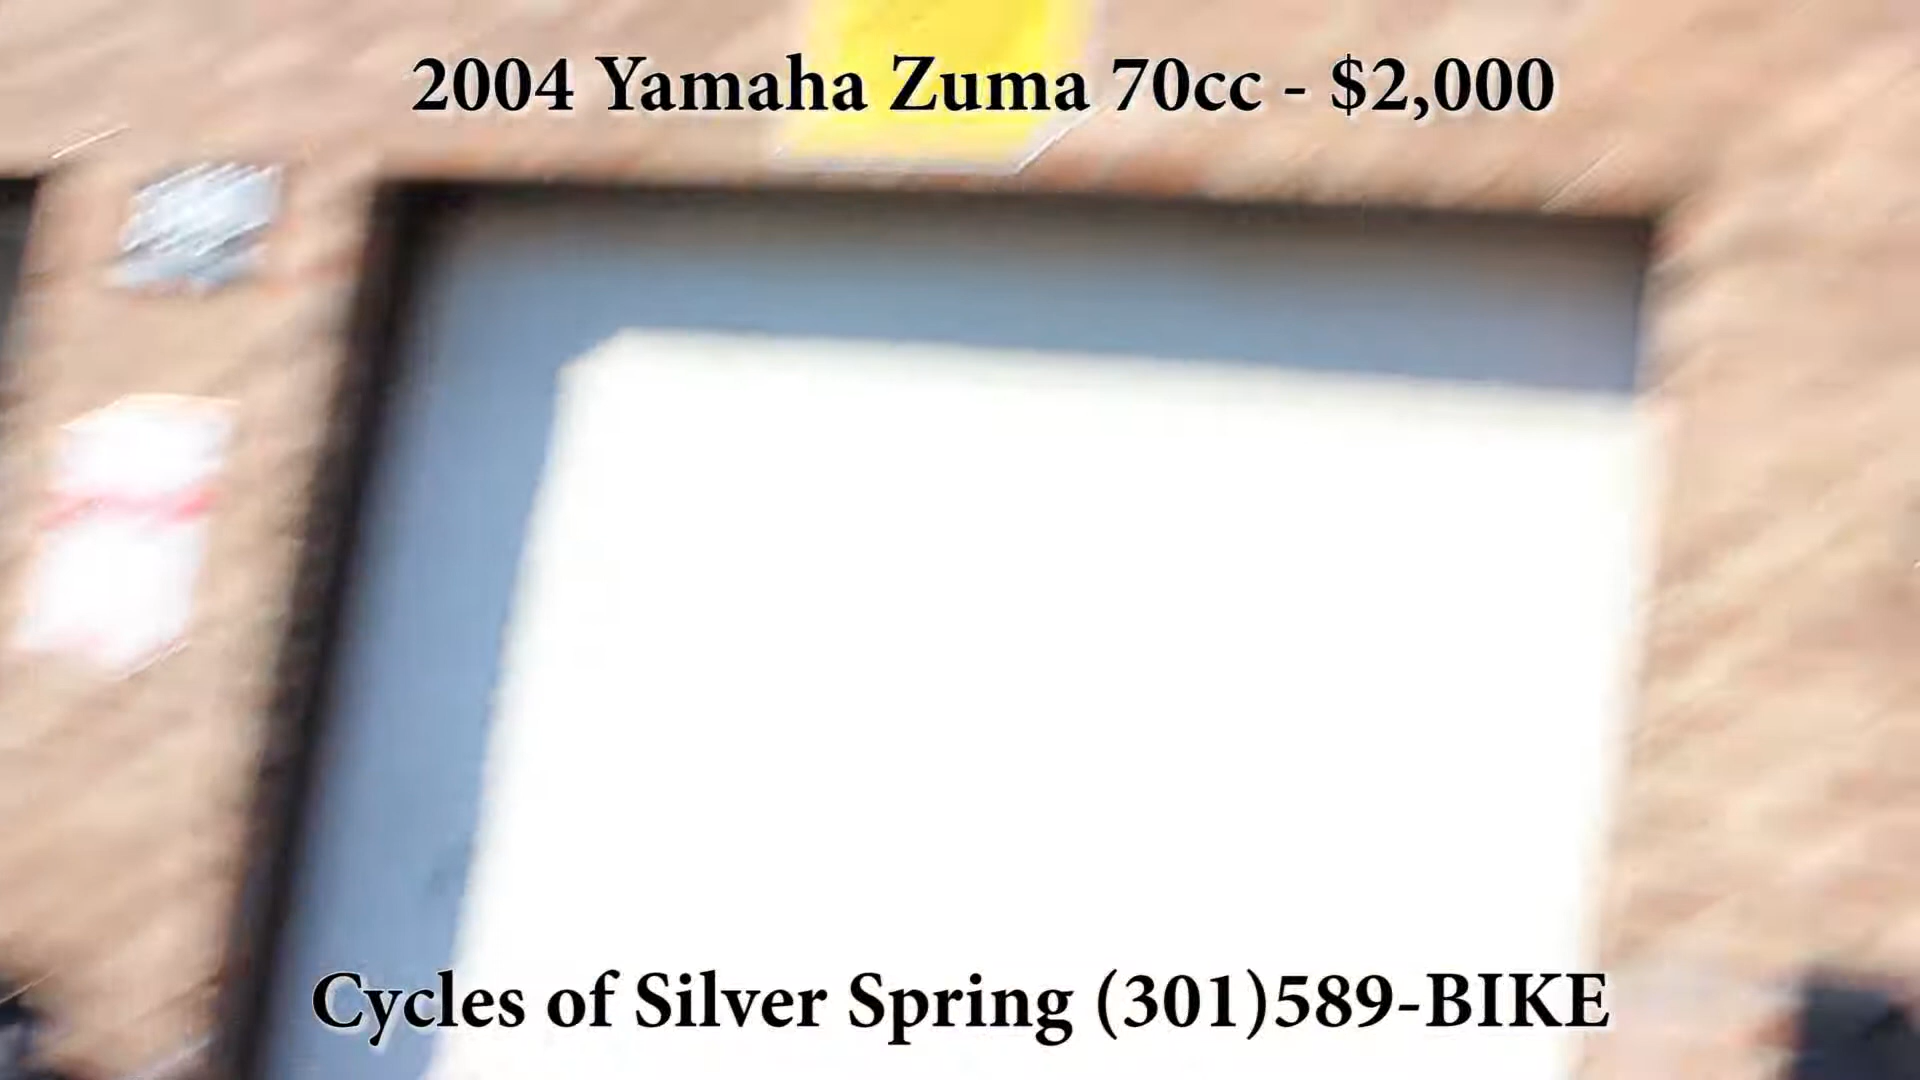 2004 Yamaha Zuma 70cc - $2,000
Cycles of Silver Spring (301)589-BIKE